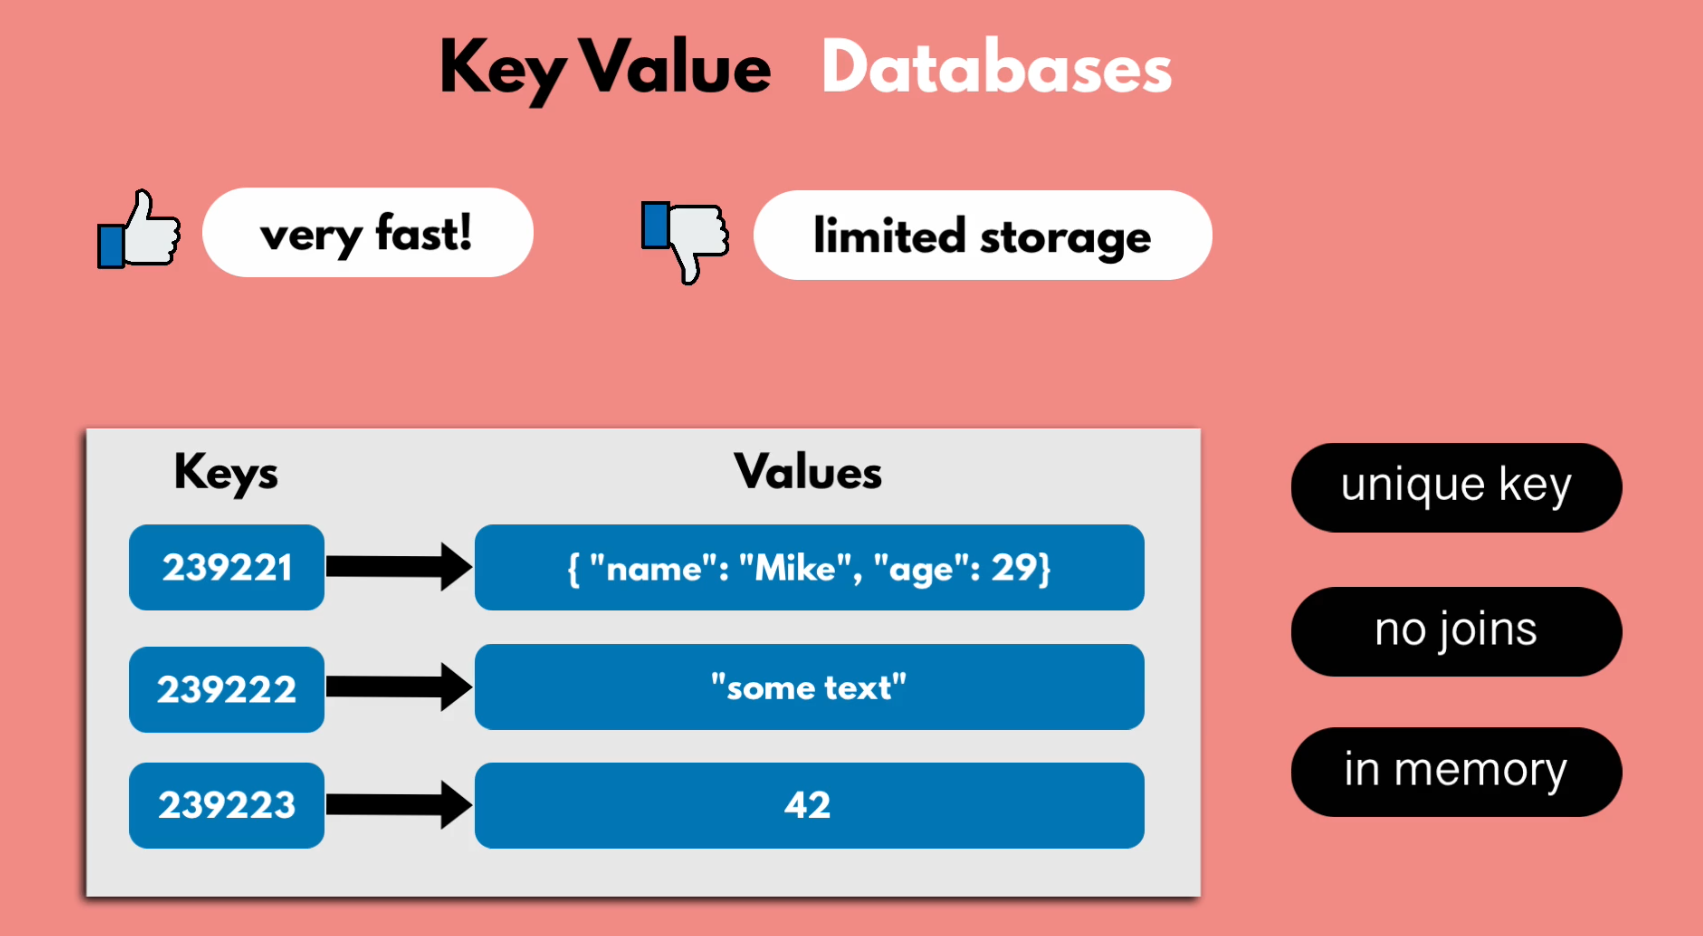 Key Value Databases
very fast!
limited storage
Keys Values
239221 { "name": "Mike", "age": 29}
239222 "some text"
239223 42
unique key
no joins
in memory